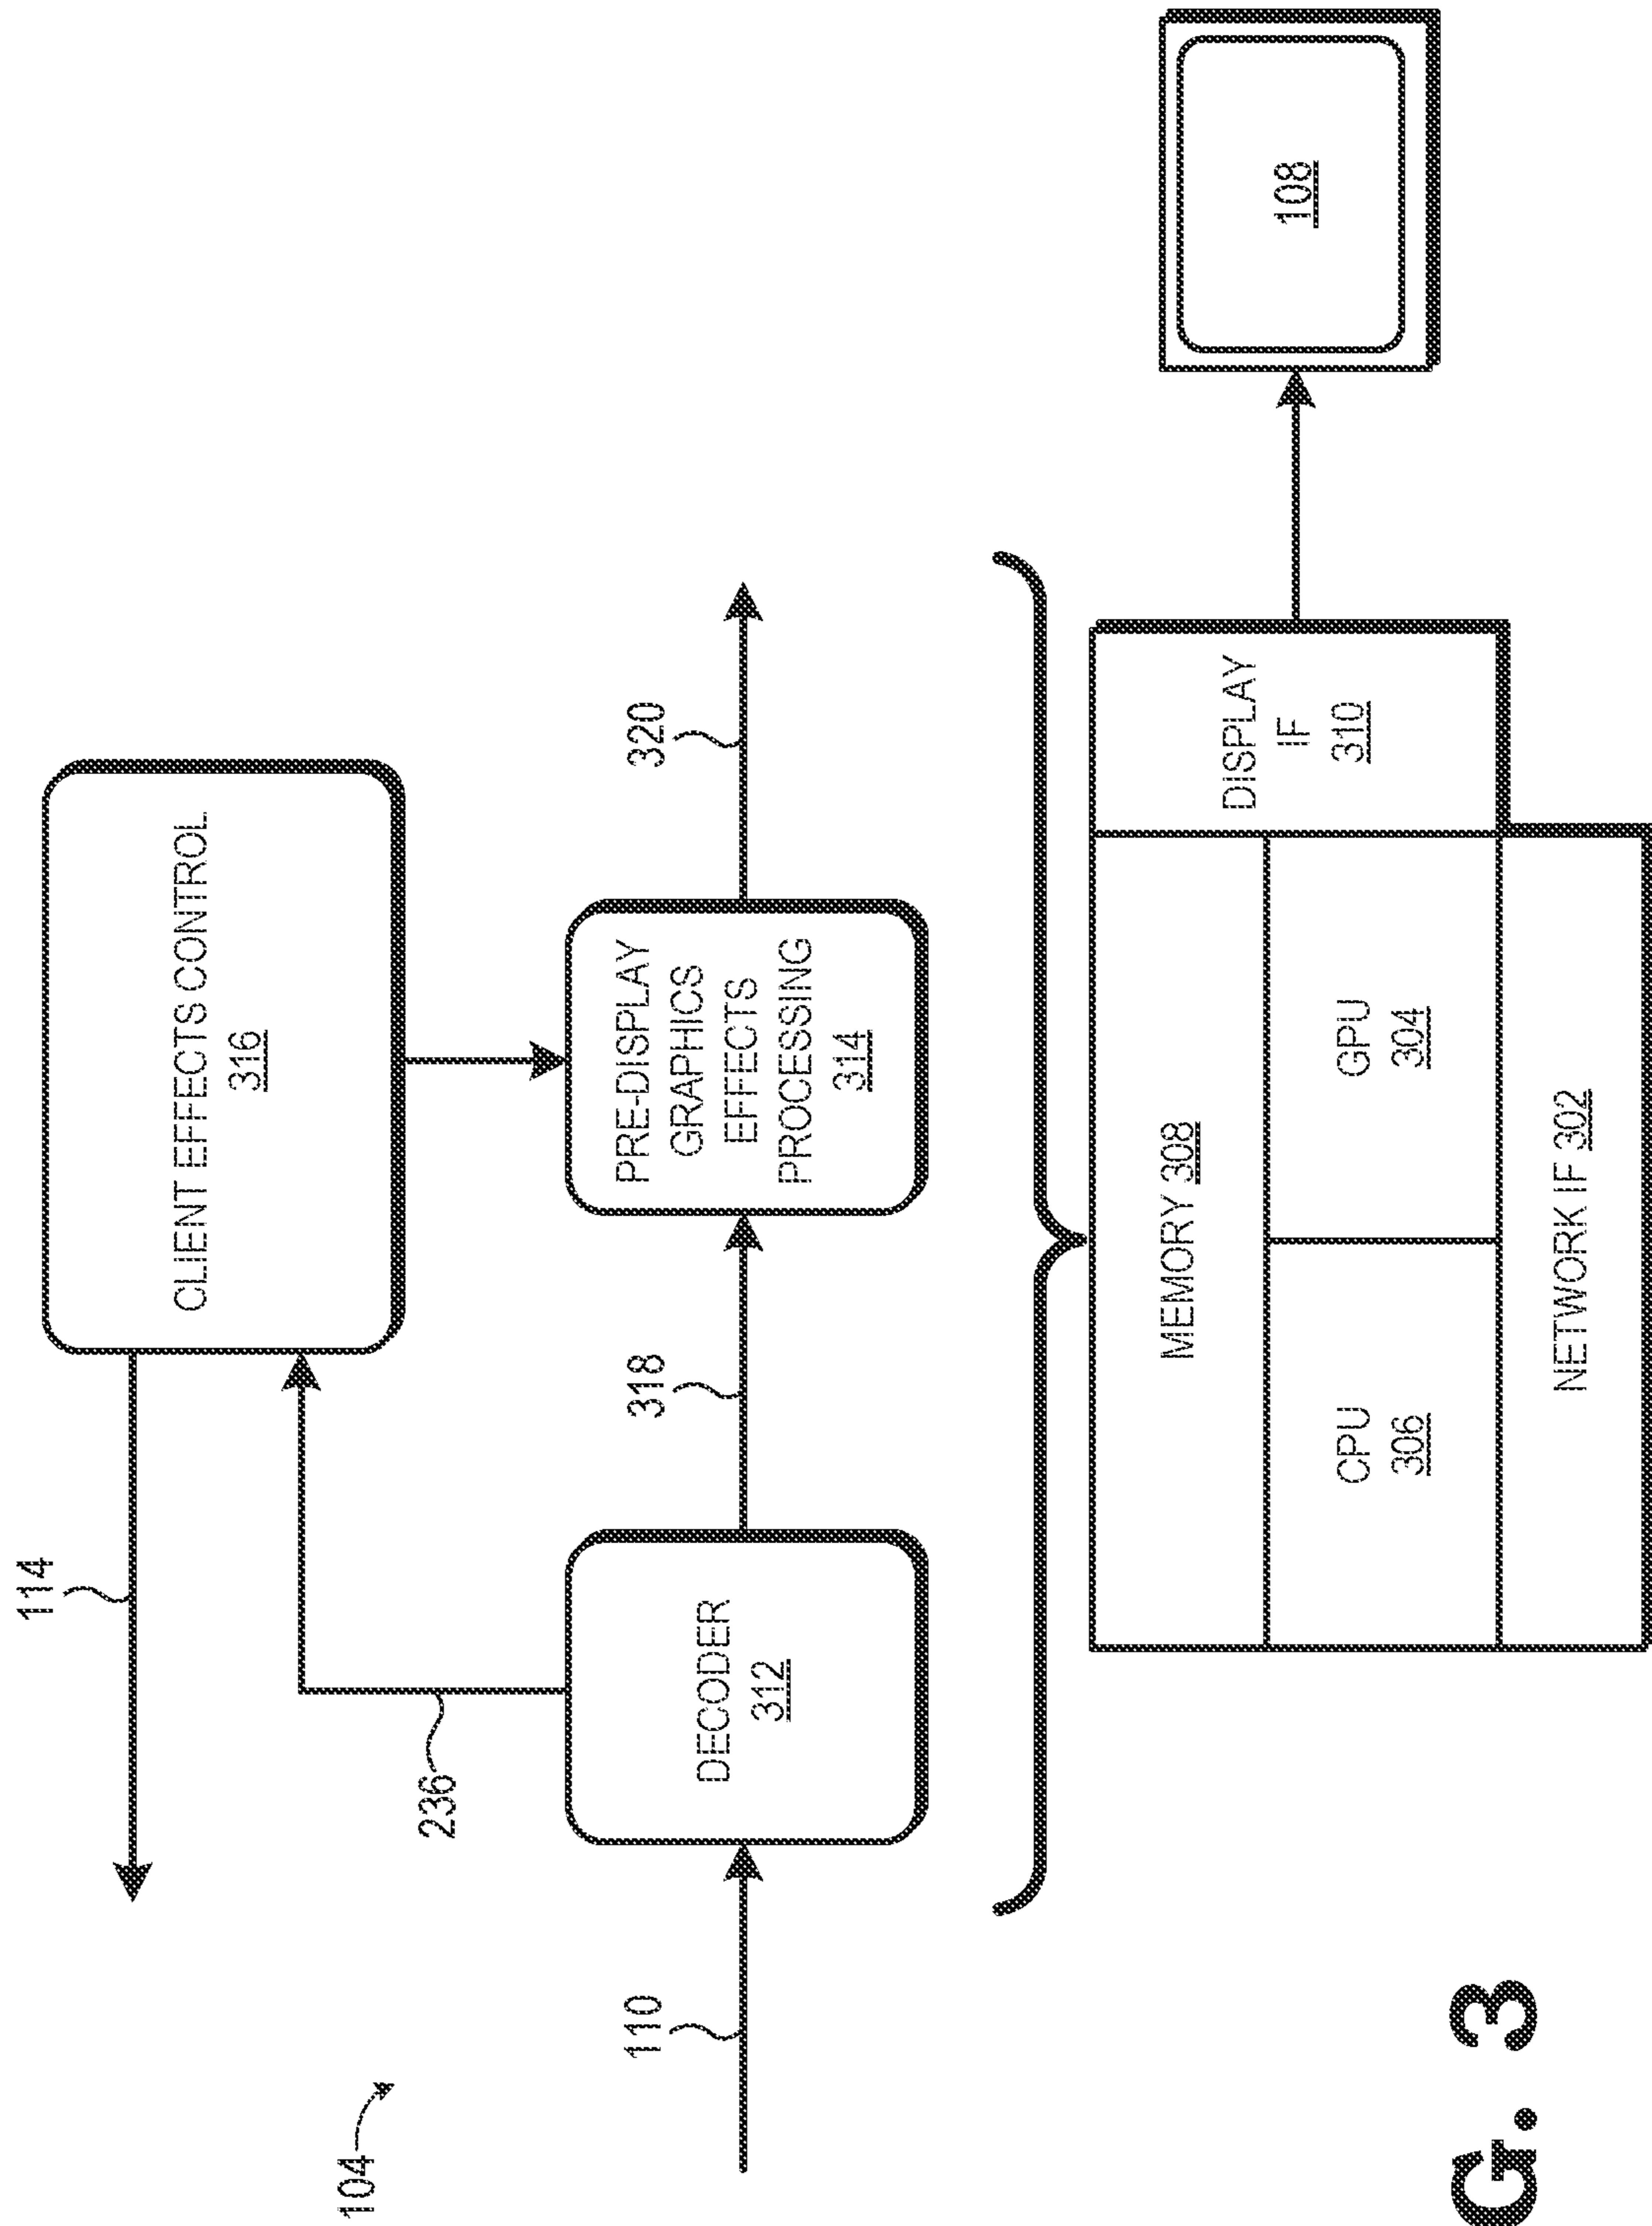 104
114
CLIENT EFFECTS CONTROL
316
236
110
DECODER
312
318
PRE-DISPLAY
GRAPHICS
EFFECTS
PROCESSING
314
320
MEMORY 308
CPU
306
GPU
304
DISPLAY
IF
310
NETWORK IF 302
108
G. 3